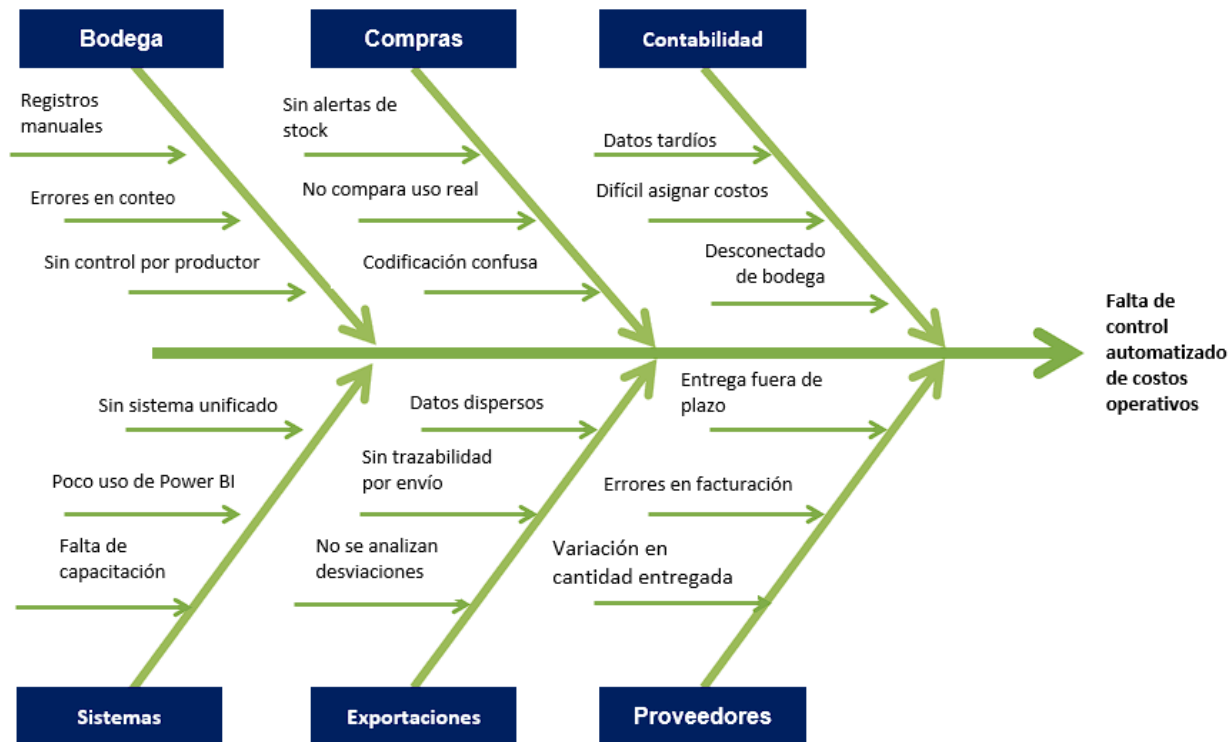 Bodega
Compras
Contabilidad
Registros
manuales
Errores en conteo
Sin control por productor
Sin alertas de
stock
No compara uso real
Codificación confusa
Datos tardíos
Difícil asignar costos
Desconectado
de bodega
Falta de
control
automatizado
de costos
operativos
Sin sistema unificado
Poco uso de Power BI
Falta de
capacitación
Datos dispersos
Sin trazabilidad
por envío
No se analizan
desviaciones
Entrega fuera de
plazo
Errores en facturación
Variación en
cantidad entregada
Sistemas
Exportaciones
Proveedores